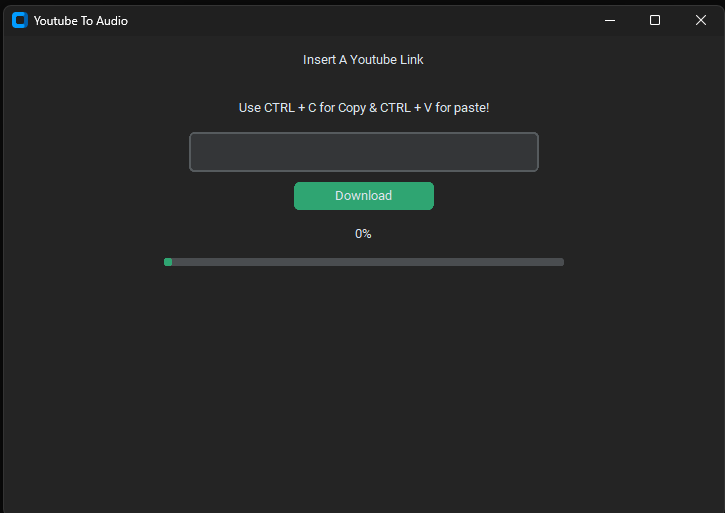 Youtube To Audio
Insert A Youtube Link
Use CTRL + C for Copy & CTRL + V for paste!
Download
0%